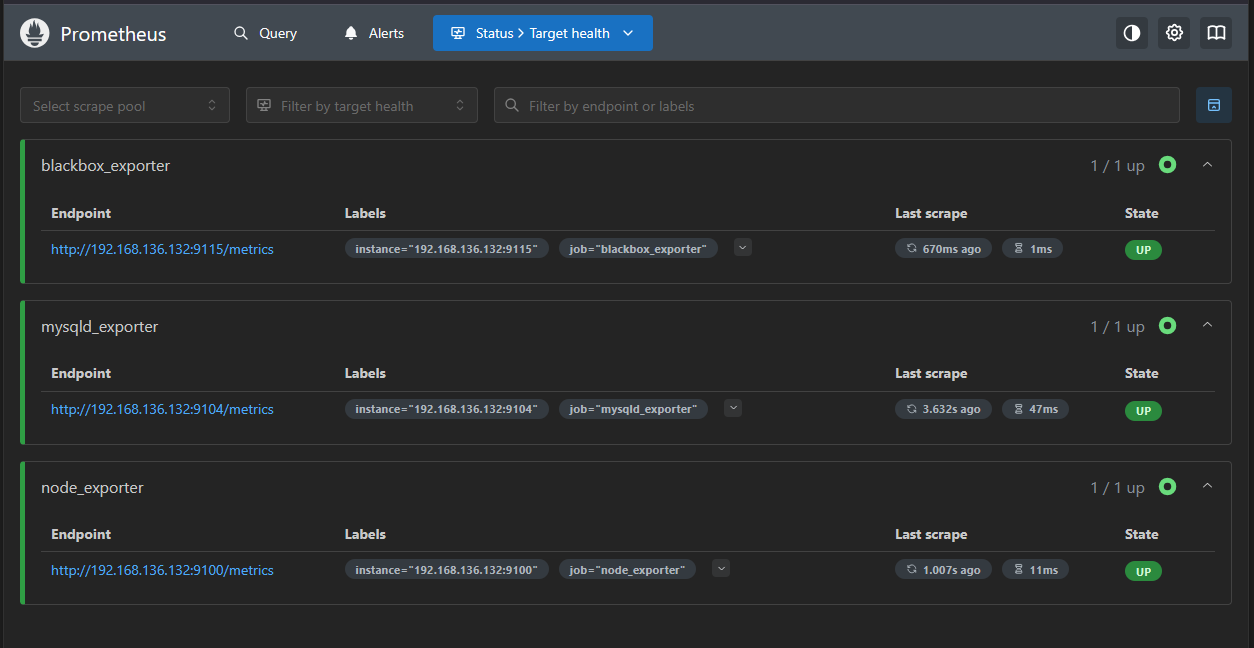 Prometheus Query Alerts Status > Target health
Select scrape pool Filter by target health Filter by endpoint or labels
blackbox_exporter 1 / 1 up
Endpoint Labels Last scrape State
http://192.168.136.132:9115/metrics instance="192.168.136.132:9115" job="blackbox_exporter" 670ms ago 1ms UP
mysqld_exporter 1 / 1 up
Endpoint Labels Last scrape State
http://192.168.136.132:9104/metrics instance="192.168.136.132:9104" job="mysqld_exporter" 3.632s ago 47ms UP
node_exporter 1 / 1 up
Endpoint Labels Last scrape State
http://192.168.136.132:9100/metrics instance="192.168.136.132:9100" job="node_exporter" 1.007s ago 11ms UP